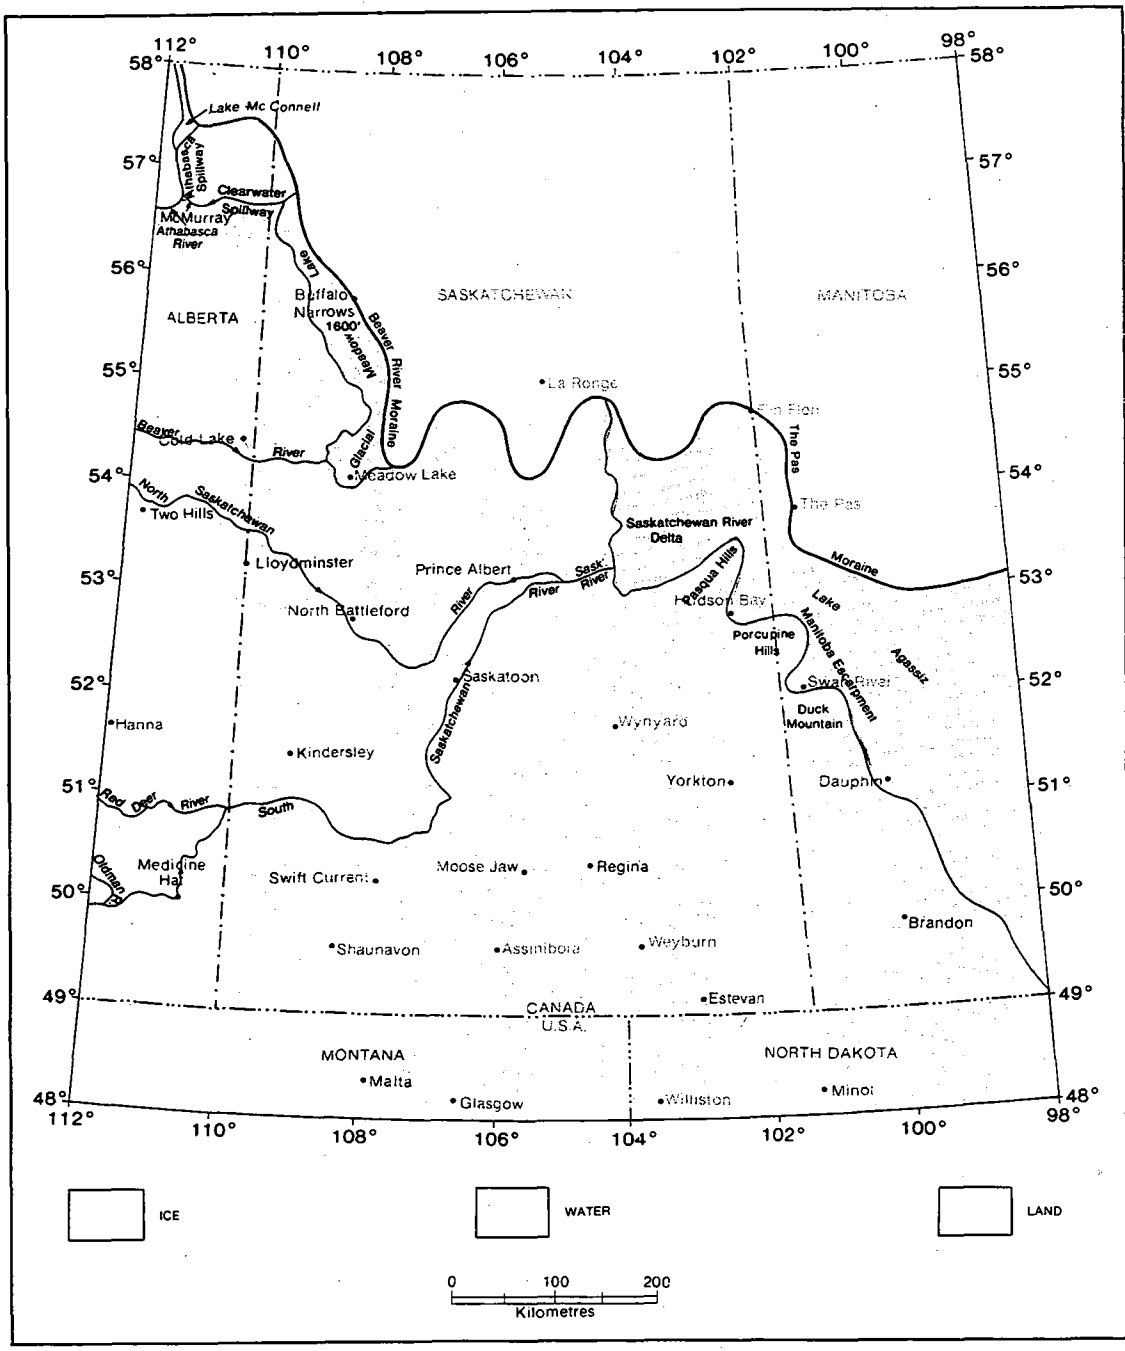 112° 110° 108° 106° 104° 102° 100° 98°
58° 58°
Lake Mc Connell
57° 57°
Athabasca
Spillway
Clearwater
Spillway
McMurray
Athabasca
River
56° 56°
Lake
Buffalo
Narrows
1600'
Meadow
Glacial
Beaver River Moraine
ALBERTA
SASKATCHEWAN
MANITOBA
55° 55°
La Ronge
Flin Flon
The Pas
Beaver
Cold Lake
River
54° 54°
Meadow Lake
North Saskatchewan
Two Hills
The Pas
Saskatchewan River
Delta
Lloydminster
Prince Albert
Sask.
River
River
River
Moraine
53° 53°
North Battleford
Pasqua Hills
Hudson Bay
Lake
Agassiz
Porcupine
Hills
Manitoba Escarpment
52° 52°
Saskatoon
Saskatchewan
Swan River
Hanna
Wynyard
Duck
Mountain
Kindersley
Yorkton
Dauphin
51° 51°
Red Deer River
South
Oldman R.
Medicine
Hat
Swift Current
Moose Jaw
Regina
50° 50°
Brandon
Shaunavon
Assiniboia
Weyburn
Estevan
49° 49°
CANADA
U.S.A.
MONTANA
NORTH DAKOTA
Malta
Glasgow
Williston
Minot
48° 48°
112° 110° 108° 106° 104° 102° 100° 98°
ICE
WATER
LAND
0 100 200
Kilometres